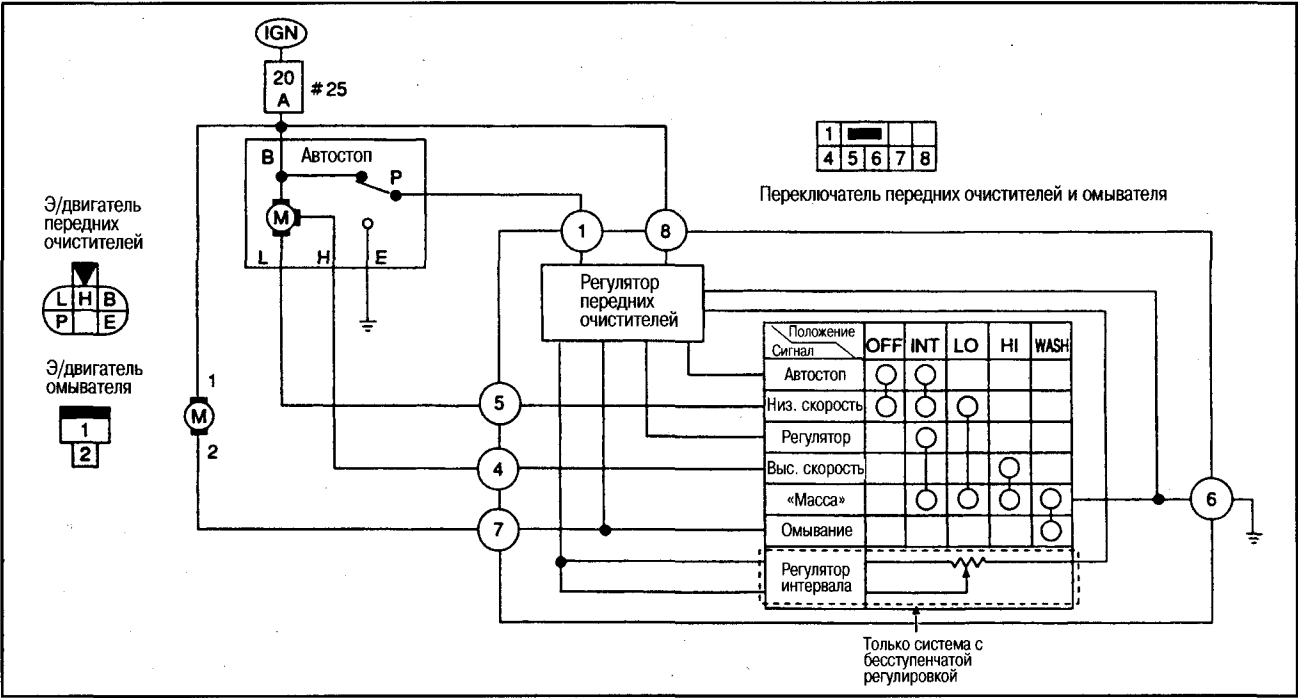 IGN
20
A
#25
B
Автостоп
P
M
L
H
E
1
4 5 6 7 8
Переключатель передних очистителей и омывателя
Э/двигатель
передних
очистителей
L H B
P E
Э/двигатель
омывателя
1
2
1
M
2
1
8
5
4
7
6
Регулятор
передних
очистителей
Положение
Сигнал
OFF INT LO HI WASH
Автостоп
Низ. скорость
Регулятор
Выс. скорость
«Масса»
Омывание
Регулятор
интервала
Только система с
бесступенчатой
регулировкой